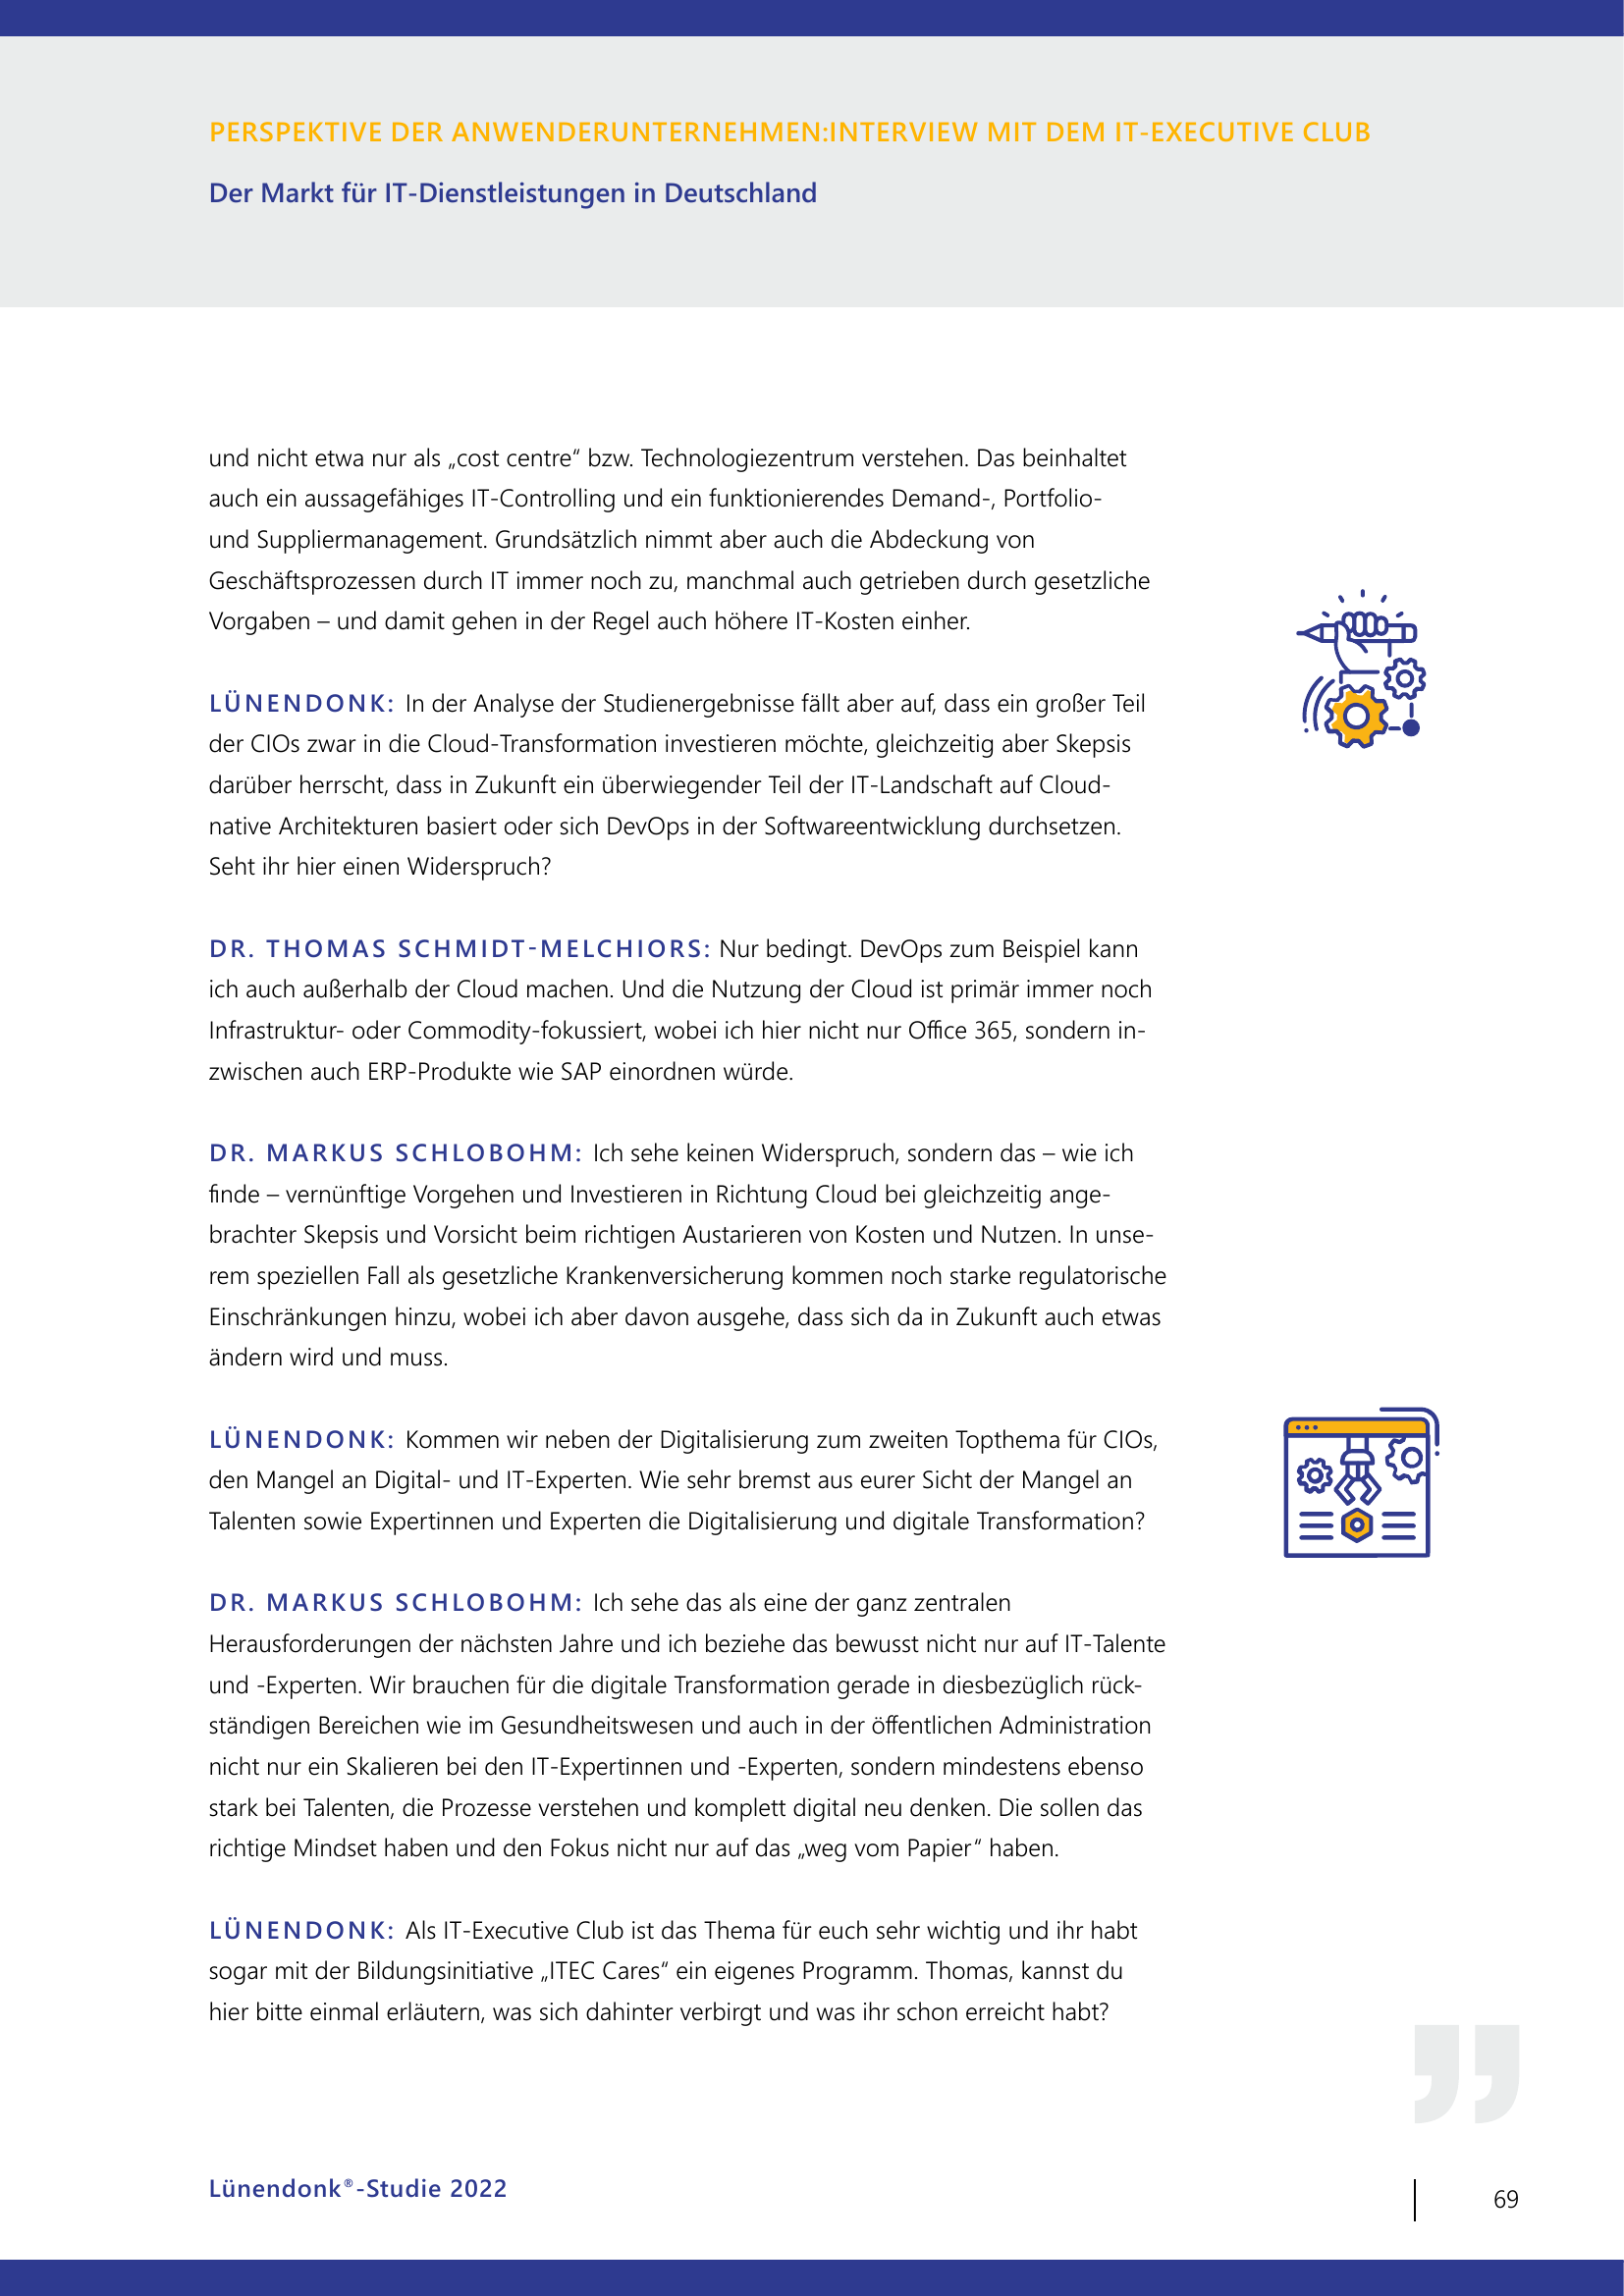 PERSPEKTIVE DER ANWENDERUNTERNEHMEN:INTERVIEW MIT DEM IT-EXECUTIVE CLUB
Der Markt für IT-Dienstleistungen in Deutschland
und nicht etwa nur als „cost centre“ bzw. Technologiezentrum verstehen. Das beinhaltet
auch ein aussagefähiges IT-Controlling und ein funktionierendes Demand-, Portfolio-
und Suppliermanagement. Grundsätzlich nimmt aber auch die Abdeckung von
Geschäftsprozessen durch IT immer noch zu, manchmal auch getrieben durch gesetzliche
Vorgaben – und damit gehen in der Regel auch höhere IT-Kosten einher.
LÜNENDONK: In der Analyse der Studienergebnisse fällt aber auf, dass ein großer Teil
der CIOs zwar in die Cloud-Transformation investieren möchte, gleichzeitig aber Skepsis
darüber herrscht, dass in Zukunft ein überwiegender Teil der IT-Landschaft auf Cloud-
native Architekturen basiert oder sich DevOps in der Softwareentwicklung durchsetzen.
Seht ihr hier einen Widerspruch?
DR. THOMAS SCHMIDT-MELCHIORS: Nur bedingt. DevOps zum Beispiel kann
ich auch außerhalb der Cloud machen. Und die Nutzung der Cloud ist primär immer noch
Infrastruktur- oder Commodity-fokussiert, wobei ich hier nicht nur Office 365, sondern in-
zwischen auch ERP-Produkte wie SAP einordnen würde.
DR. MARKUS SCHLOBOHM: Ich sehe keinen Widerspruch, sondern das – wie ich
finde – vernünftige Vorgehen und Investieren in Richtung Cloud bei gleichzeitig ange-
brachter Skepsis und Vorsicht beim richtigen Austarieren von Kosten und Nutzen. In unse-
rem speziellen Fall als gesetzliche Krankenversicherung kommen noch starke regulatorische
Einschränkungen hinzu, wobei ich aber davon ausgehe, dass sich da in Zukunft auch etwas
ändern wird und muss.
LÜNENDONK: Kommen wir neben der Digitalisierung zum zweiten Topthema für CIOs,
den Mangel an Digital- und IT-Experten. Wie sehr bremst aus eurer Sicht der Mangel an
Talenten sowie Expertinnen und Experten die Digitalisierung und digitale Transformation?
DR. MARKUS SCHLOBOHM: Ich sehe das als eine der ganz zentralen
Herausforderungen der nächsten Jahre und ich beziehe das bewusst nicht nur auf IT-Talente
und -Experten. Wir brauchen für die digitale Transformation gerade in diesbezüglich rück-
ständigen Bereichen wie im Gesundheitswesen und auch in der öffentlichen Administration
nicht nur ein Skalieren bei den IT-Expertinnen und -Experten, sondern mindestens ebenso
stark bei Talenten, die Prozesse verstehen und komplett digital neu denken. Die sollen das
richtige Mindset haben und den Fokus nicht nur auf das „weg vom Papier“ haben.
LÜNENDONK: Als IT-Executive Club ist das Thema für euch sehr wichtig und ihr habt
sogar mit der Bildungsinitiative „ITEC Cares“ ein eigenes Programm. Thomas, kannst du
hier bitte einmal erläutern, was sich dahinter verbirgt und was ihr schon erreicht habt?
Lünendonk®-Studie 2022
69